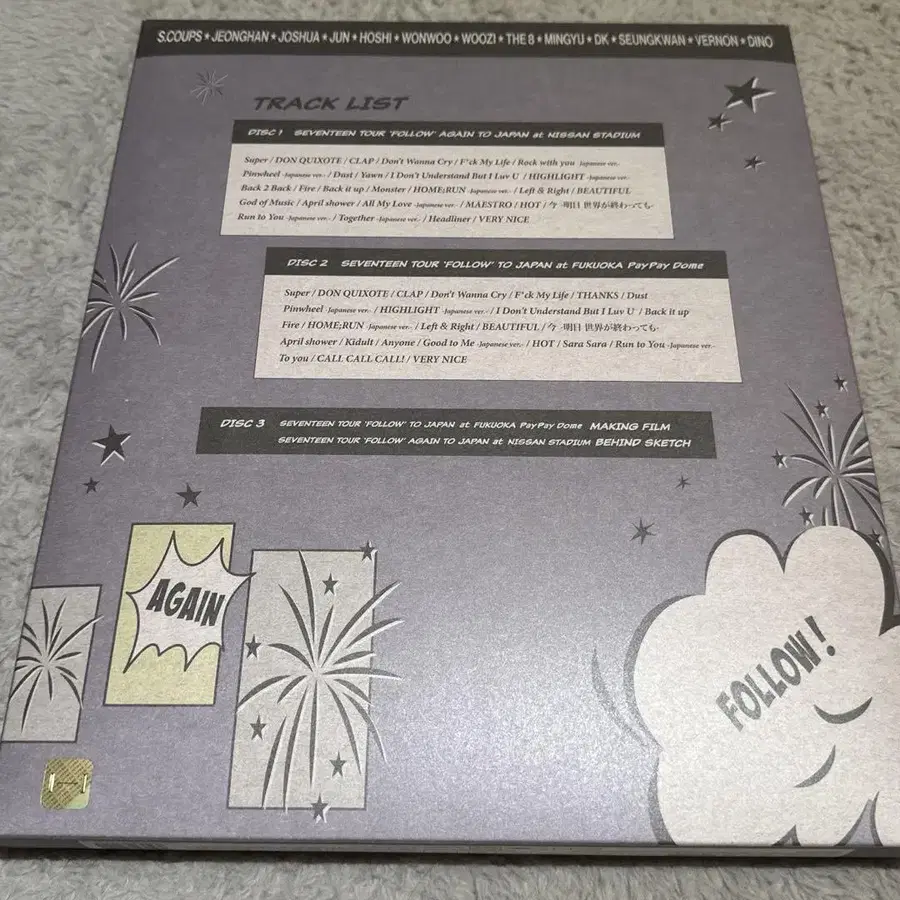 S.COUPS★JEONGHAN★JOSHUA★JUN★HOSHI★WONWOO★WOOZI★THE 8★MINGYU★DK★SEUNGKWAN★VERNON★DINO
TRACK LIST
DISC 1 SEVENTEEN TOUR 'FOLLOW' AGAIN TO JAPAN at NISSAN STADIUM
Super / DON QUIXOTE / CLAP / Don't Wanna Cry / F*ck My Life / Rock with you -Japanese ver.-
Pinwheel -Japanese ver.- / Dust / Yawn / I Don't Understand But I Luv U / HIGHLIGHT -Japanese ver.-
Back 2 Back / Fire / Back it up / Monster / HOME;RUN -Japanese ver.- / Left & Right / BEAUTIFUL
God of Music / April shower / All My Love -Japanese ver.- / MAESTRO / HOT / 今 -明日 世界が終わっても-
Run to You -Japanese ver.- / Together -Japanese ver.- / Headliner / VERY NICE
DISC 2 SEVENTEEN TOUR 'FOLLOW' TO JAPAN at FUKUOKA PayPay Dome
Super / DON QUIXOTE / CLAP / Don't Wanna Cry / F*ck My Life / THANKS / Dust
Pinwheel -Japanese ver.- / HIGHLIGHT -Japanese ver.- / I Don't Understand But I Luv U / Back it up
Fire / HOME;RUN -Japanese ver.- / Left & Right / BEAUTIFUL / 今 -明日 世界が終わっても-
April shower / Kidult / Anyone / Good to Me -Japanese ver.- / HOT / Sara Sara / Run to You -Japanese ver.-
To you / CALL CALL CALL! / VERY NICE
DISC 3 SEVENTEEN TOUR 'FOLLOW' TO JAPAN at FUKUOKA PayPay Dome MAKING FILM
SEVENTEEN TOUR 'FOLLOW' AGAIN TO JAPAN at NISSAN STADIUM BEHIND SKETCH
AGAIN
FOLLOW!